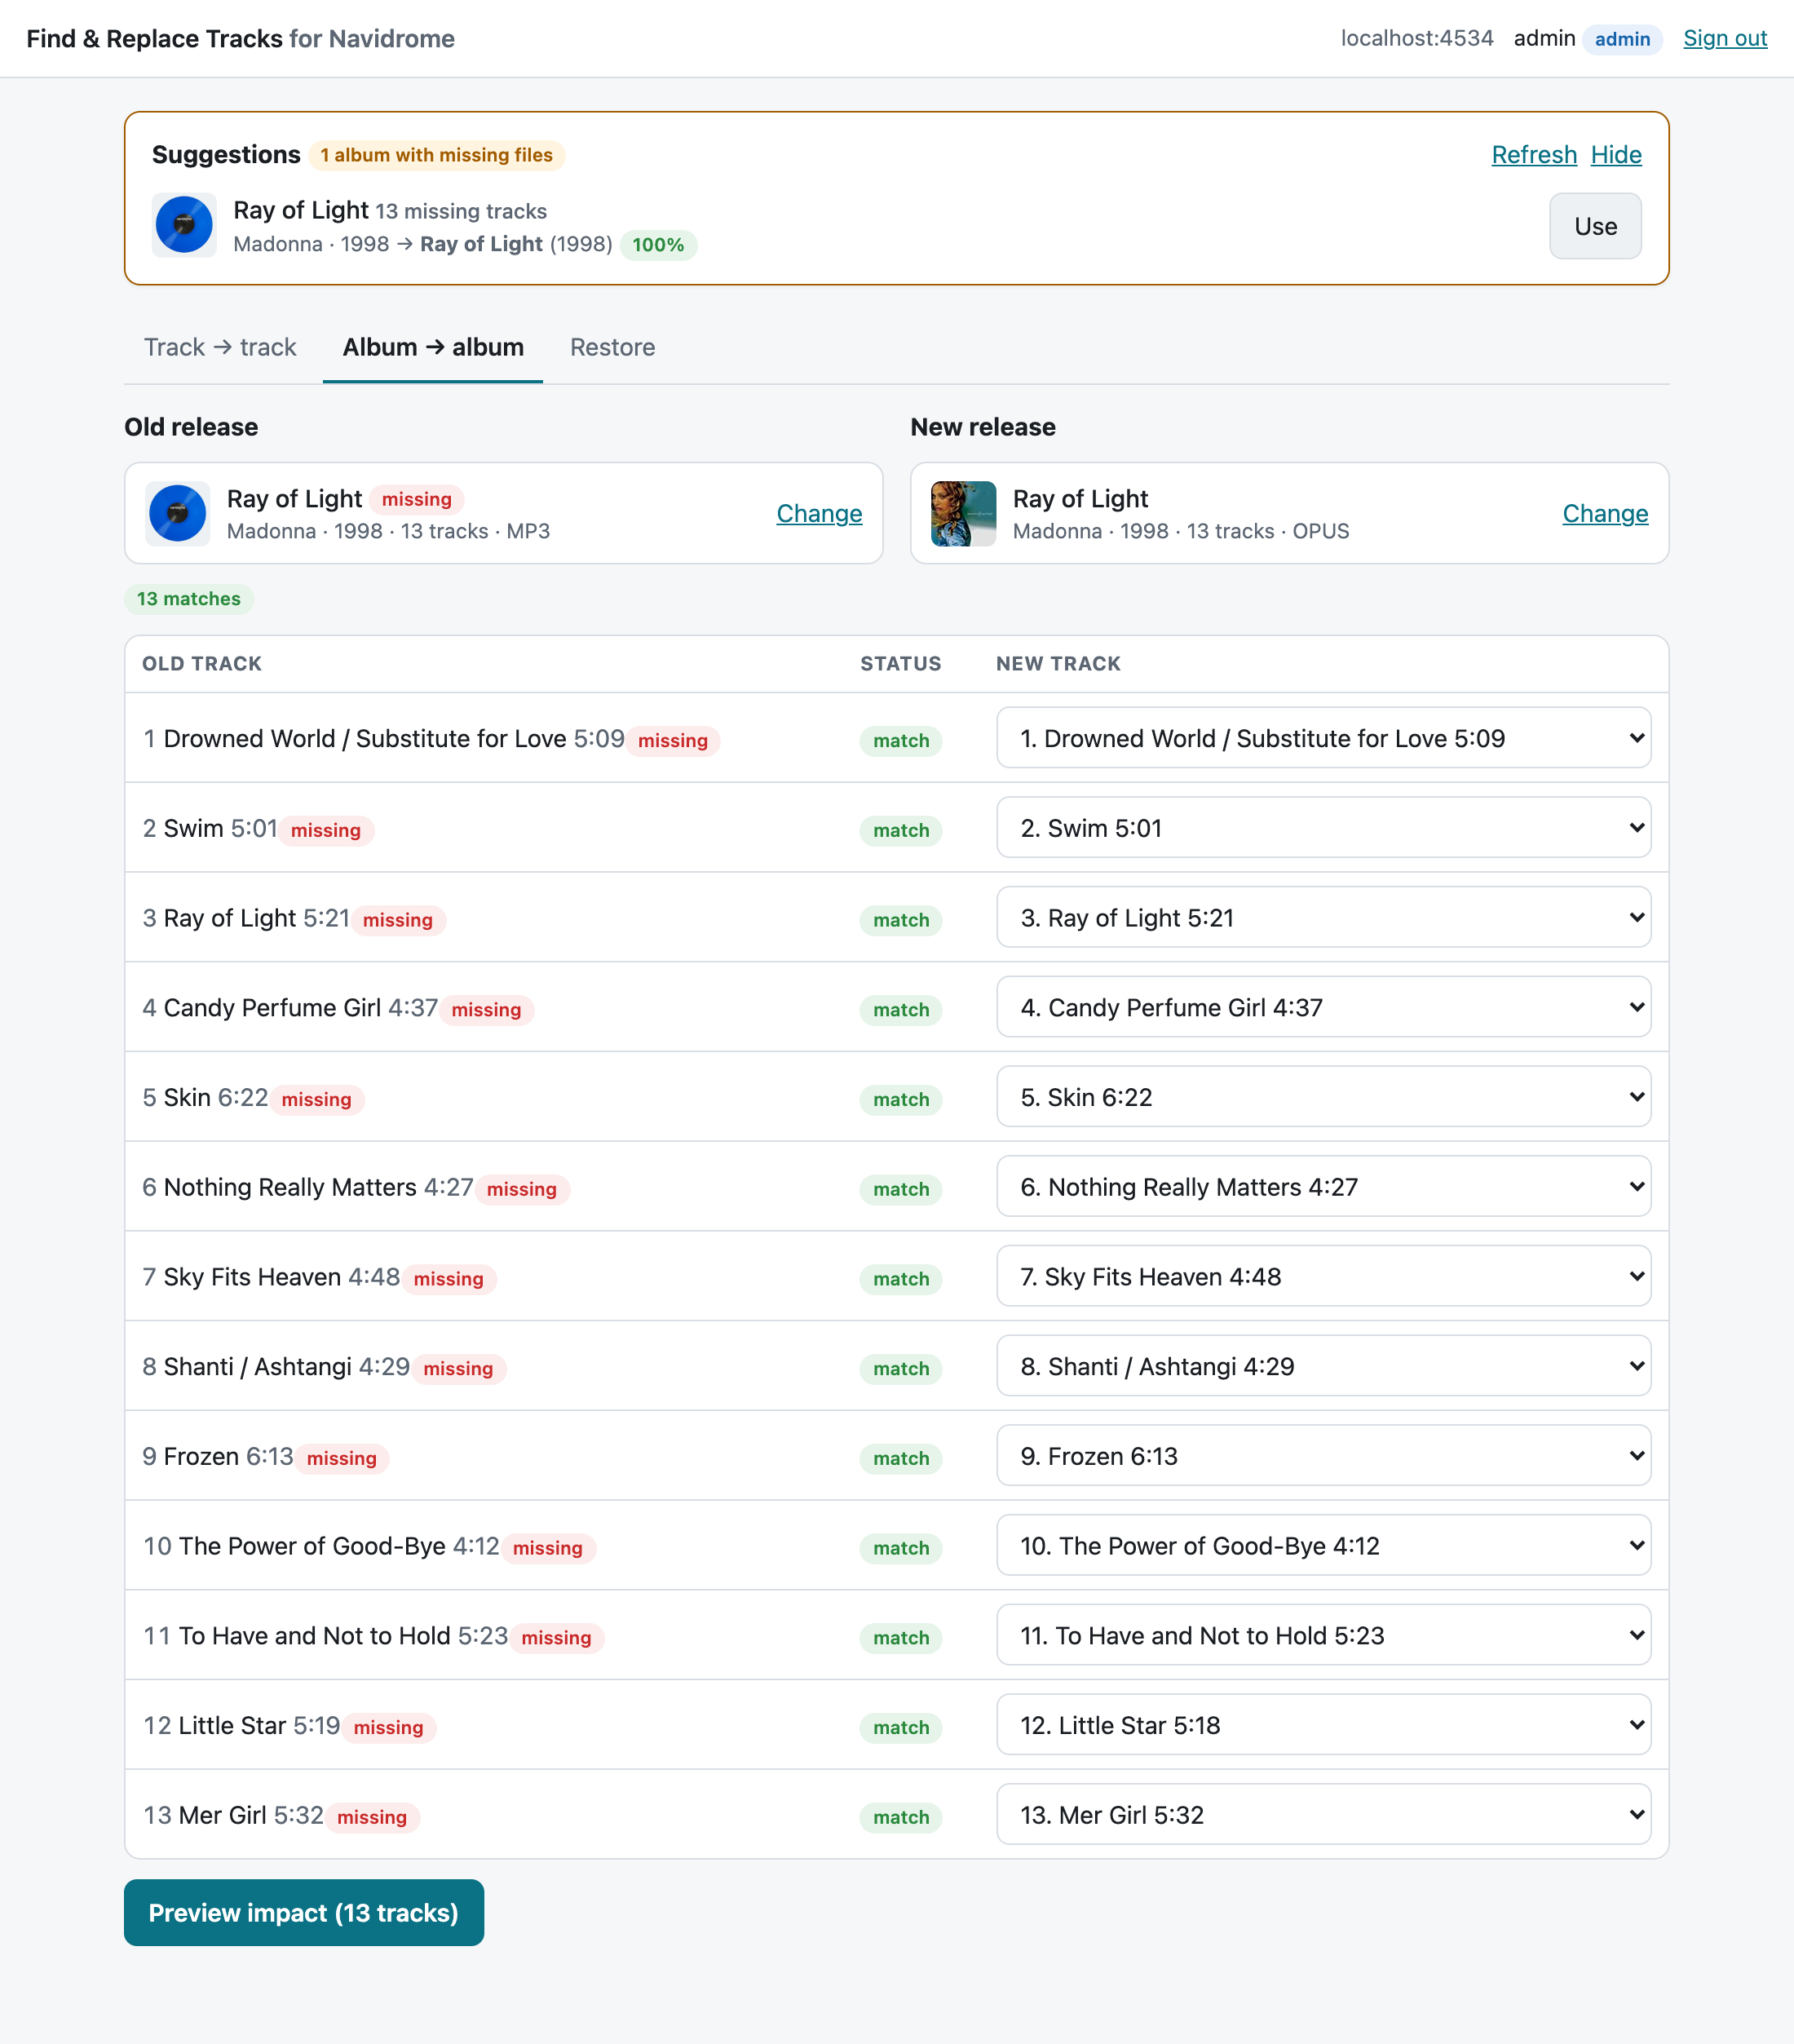 Find & Replace Tracks for Navidrome
localhost:4534 admin admin Sign out
Suggestions 1 album with missing files
Refresh Hide
Ray of Light 13 missing tracks
Madonna · 1998 → Ray of Light (1998) 100%
Use
Track → track Album → album Restore
Old release
Ray of Light missing
Madonna · 1998 · 13 tracks · MP3
Change
New release
Ray of Light
Madonna · 1998 · 13 tracks · OPUS
Change
13 matches
OLD TRACK STATUS NEW TRACK
1 Drowned World / Substitute for Love 5:09 missing match 1. Drowned World / Substitute for Love 5:09
2 Swim 5:01 missing match 2. Swim 5:01
3 Ray of Light 5:21 missing match 3. Ray of Light 5:21
4 Candy Perfume Girl 4:37 missing match 4. Candy Perfume Girl 4:37
5 Skin 6:22 missing match 5. Skin 6:22
6 Nothing Really Matters 4:27 missing match 6. Nothing Really Matters 4:27
7 Sky Fits Heaven 4:48 missing match 7. Sky Fits Heaven 4:48
8 Shanti / Ashtangi 4:29 missing match 8. Shanti / Ashtangi 4:29
9 Frozen 6:13 missing match 9. Frozen 6:13
10 The Power of Good-Bye 4:12 missing match 10. The Power of Good-Bye 4:12
11 To Have and Not to Hold 5:23 missing match 11. To Have and Not to Hold 5:23
12 Little Star 5:19 missing match 12. Little Star 5:18
13 Mer Girl 5:32 missing match 13. Mer Girl 5:32
Preview impact (13 tracks)